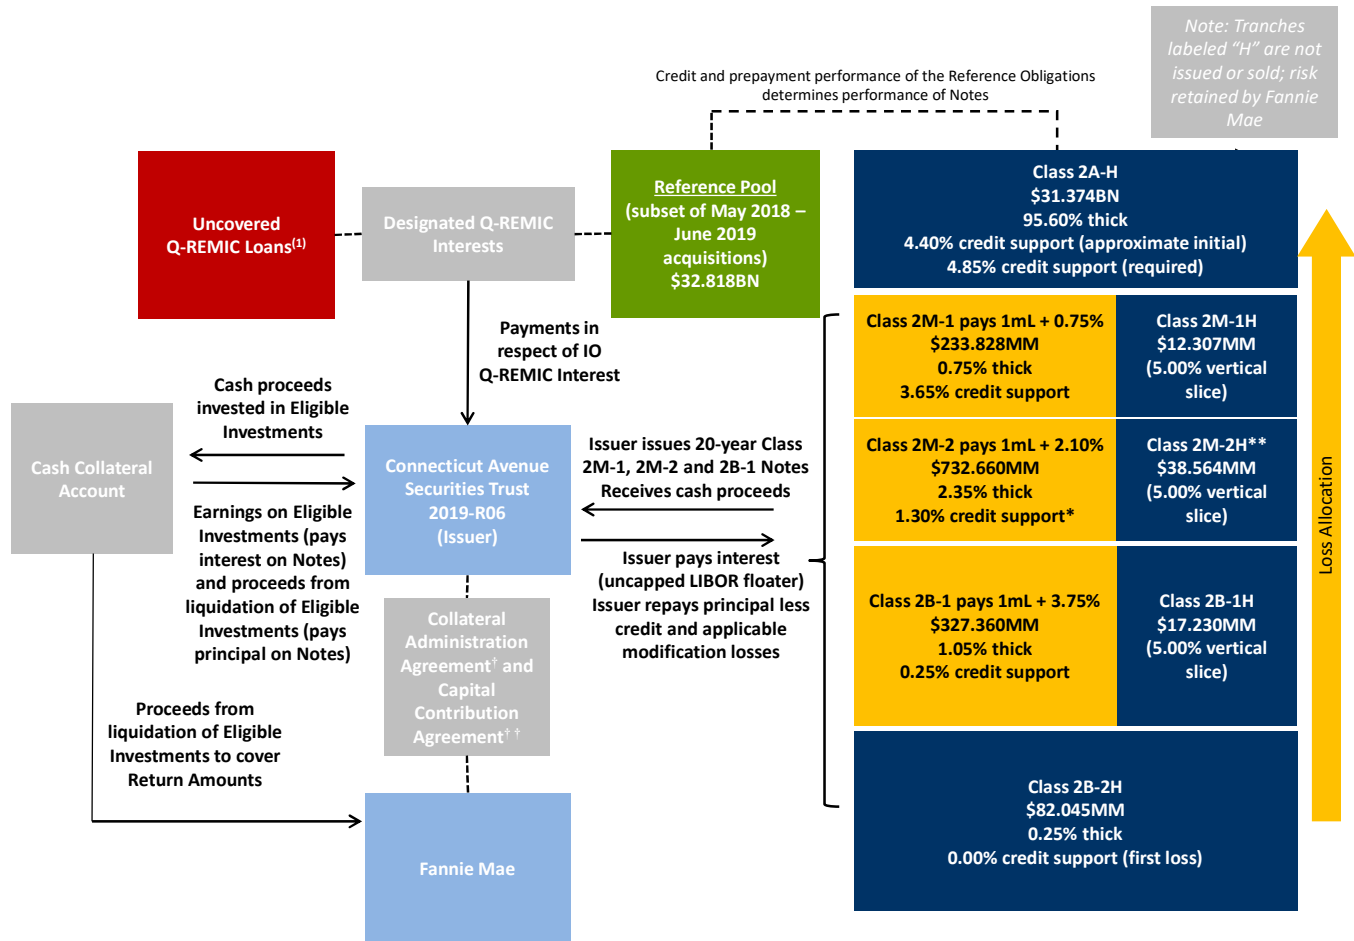 Note: Tranches
labeled “H” are not
issued or sold; risk
retained by Fannie
Mae
Credit and prepayment performance of the Reference Obligations
determines performance of Notes
Uncovered
Q-REMIC Loans(1)
Designated Q-REMIC
Interests
Reference Pool
(subset of May 2018 –
June 2019
acquisitions)
$32.818BN
Class 2A-H
$31.374BN
95.60% thick
4.40% credit support (approximate initial)
4.85% credit support (required)
Payments in
respect of IO
Q-REMIC Interest
Class 2M-1 pays 1mL + 0.75%
$233.828MM
0.75% thick
3.65% credit support
Class 2M-1H
$12.307MM
(5.00% vertical
slice)
Cash proceeds
invested in Eligible
Investments
Cash Collateral
Account
Connecticut Avenue
Securities Trust
2019-R06
(Issuer)
Issuer issues 20-year Class
2M-1, 2M-2 and 2B-1 Notes
Receives cash proceeds
Class 2M-2 pays 1mL + 2.10%
$732.660MM
2.35% thick
1.30% credit support*
Class 2M-2H**
$38.564MM
(5.00% vertical
slice)
Loss Allocation
Earnings on Eligible
Investments (pays
interest on Notes)
and proceeds from
liquidation of Eligible
Investments (pays
principal on Notes)
Issuer pays interest
(uncapped LIBOR floater)
Issuer repays principal less
credit and applicable
modification losses
Class 2B-1 pays 1mL + 3.75%
$327.360MM
1.05% thick
0.25% credit support
Class 2B-1H
$17.230MM
(5.00% vertical
slice)
Collateral
Administration
Agreement† and
Capital
Contribution
Agreement† †
Proceeds from
liquidation of Eligible
Investments to cover
Return Amounts
Fannie Mae
Class 2B-2H
$82.045MM
0.25% thick
0.00% credit support (first loss)